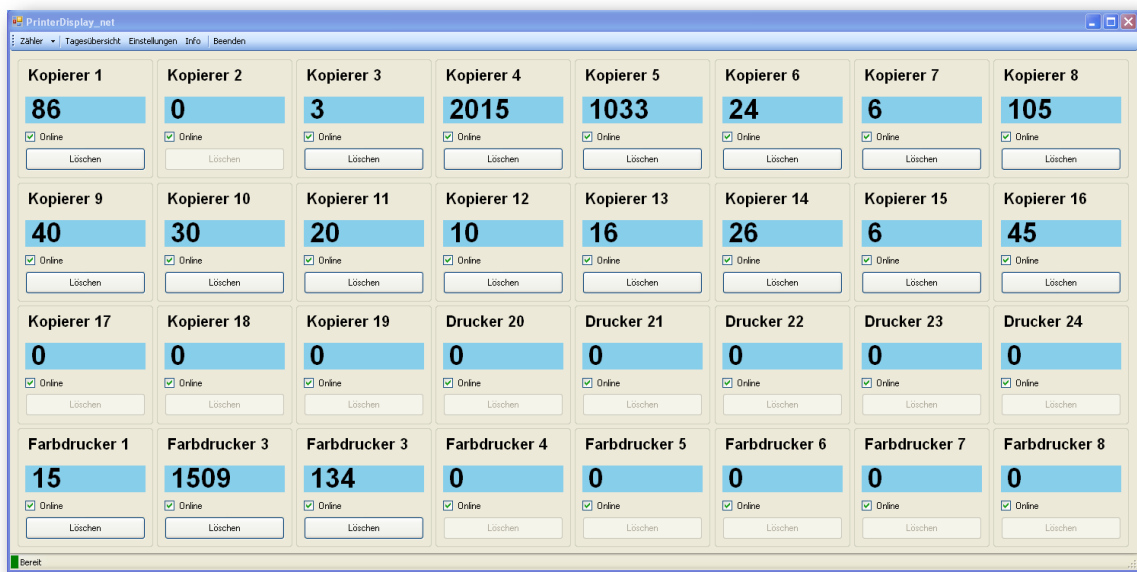 PrinterDisplay_net
Zähler Tagesübersicht Einstellungen Info Beenden
Kopierer 1 Kopierer 2 Kopierer 3 Kopierer 4 Kopierer 5 Kopierer 6 Kopierer 7 Kopierer 8
86 0 3 2015 1033 24 6 105
Online Online Online Online Online Online Online Online
Löschen Löschen Löschen Löschen Löschen Löschen Löschen Löschen
Kopierer 9 Kopierer 10 Kopierer 11 Kopierer 12 Kopierer 13 Kopierer 14 Kopierer 15 Kopierer 16
40 30 20 10 16 26 6 45
Online Online Online Online Online Online Online Online
Löschen Löschen Löschen Löschen Löschen Löschen Löschen Löschen
Kopierer 17 Kopierer 18 Kopierer 19 Drucker 20 Drucker 21 Drucker 22 Drucker 23 Drucker 24
0 0 0 0 0 0 0 0
Online Online Online Online Online Online Online Online
Löschen Löschen Löschen Löschen Löschen Löschen Löschen Löschen
Farbdrucker 1 Farbdrucker 3 Farbdrucker 3 Farbdrucker 4 Farbdrucker 5 Farbdrucker 6 Farbdrucker 7 Farbdrucker 8
15 1509 134 0 0 0 0 0
Online Online Online Online Online Online Online Online
Löschen Löschen Löschen Löschen Löschen Löschen Löschen Löschen
Bereit